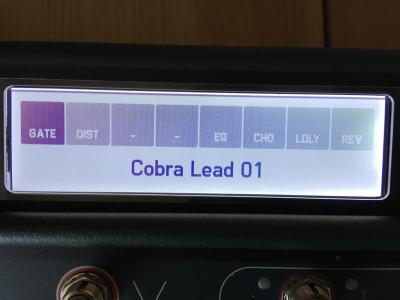 GATE DIST - - EQ CHO LDLY REV
Cobra Lead 01